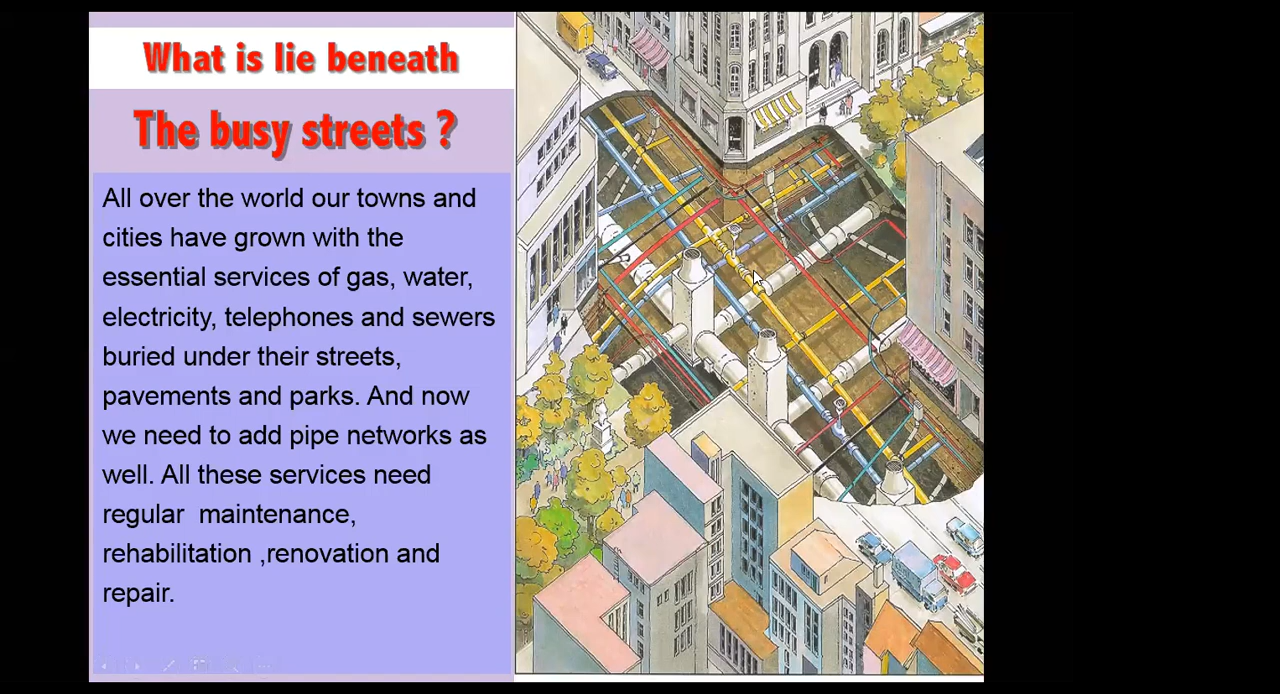 What is lie beneath
The busy streets ?
All over the world our towns and
cities have grown with the
essential services of gas, water,
electricity, telephones and sewers
buried under their streets,
pavements and parks. And now
we need to add pipe networks as
well. All these services need
regular  maintenance,
rehabilitation ,renovation and
repair.